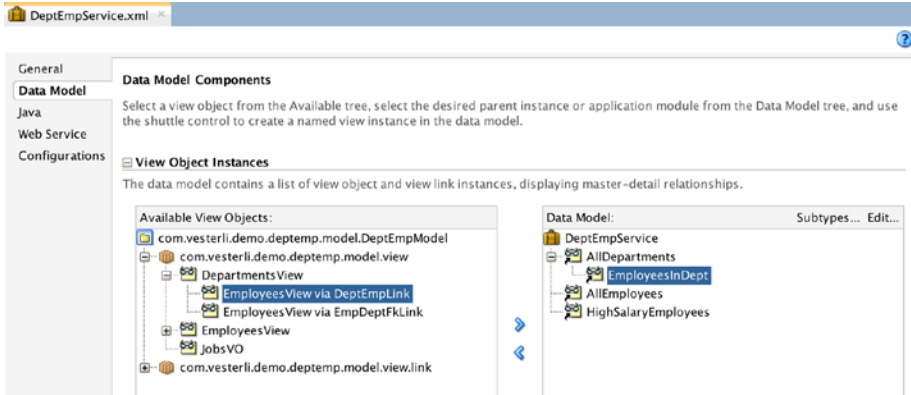 DeptEmpService.xml
General
Data Model
Java
Web Service
Configurations
Data Model Components
Select a view object from the Available tree, select the desired parent instance or application module from the Data Model tree, and use
the shuttle control to create a named view instance in the data model.
View Object Instances
The data model contains a list of view object and view link instances, displaying master-detail relationships.
Available View Objects:
com.vesterli.demo.deptemp.model.DeptEmpModel
com.vesterli.demo.deptemp.model.view
DepartmentsView
EmployeesView via DeptEmpLink
EmployeesView via EmpDeptFkLink
EmployeesView
JobsVO
com.vesterli.demo.deptemp.model.view.link
Data Model: Subtypes... Edit...
DeptEmpService
AllDepartments
EmployeesInDept
AllEmployees
HighSalaryEmployees